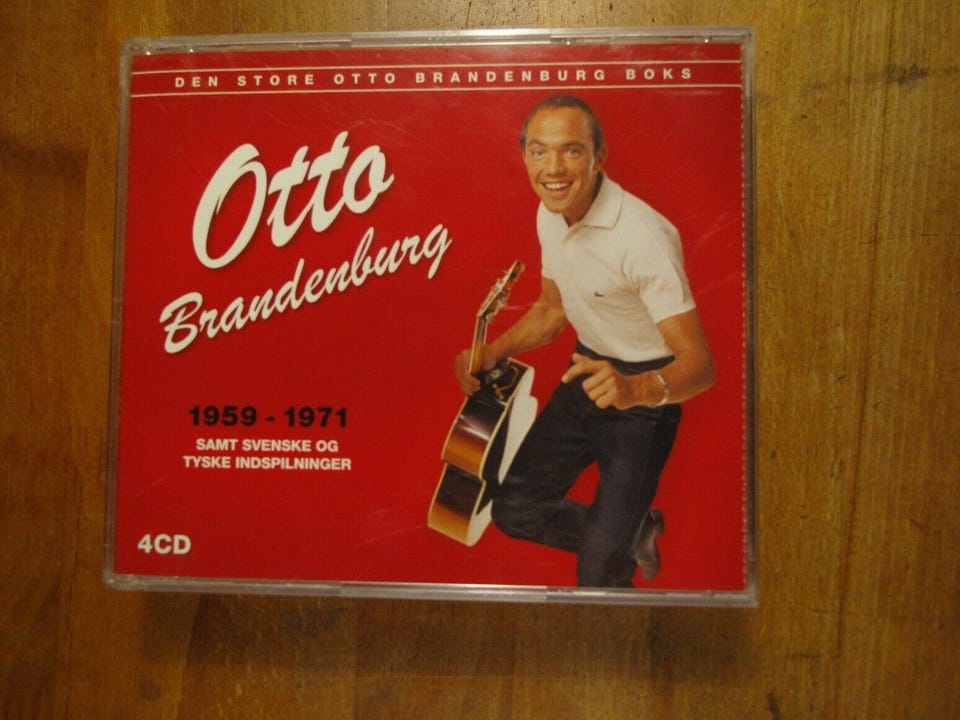 DEN STORE OTTO BRANDENBURG BOKS
Otto
Brandenburg
1959 - 1971
SAMT SVENSKE OG
TYSKE INDSPILNINGER
4CD